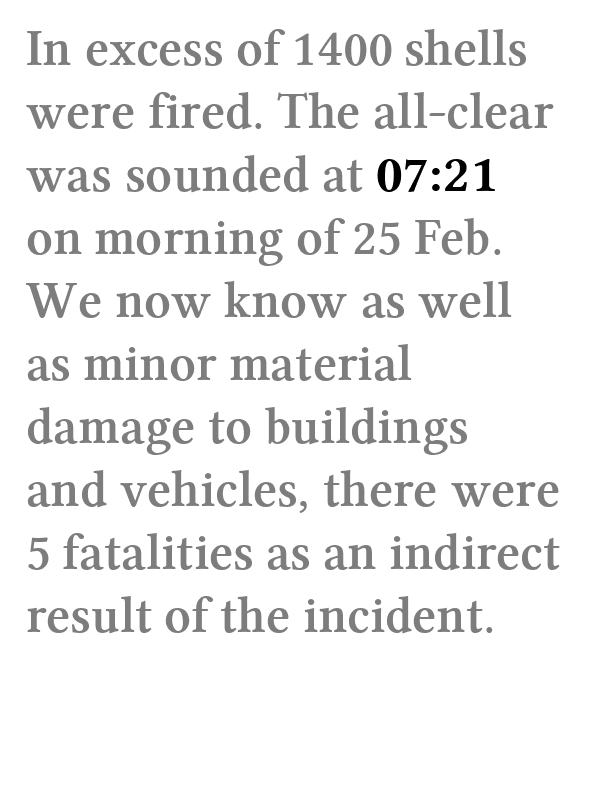 In excess of 1400 shells
were fired. The all-clear
was sounded at 07:21
on morning of 25 Feb.
We now know as well
as minor material
damage to buildings
and vehicles, there were
5 fatalities as an indirect
result of the incident.